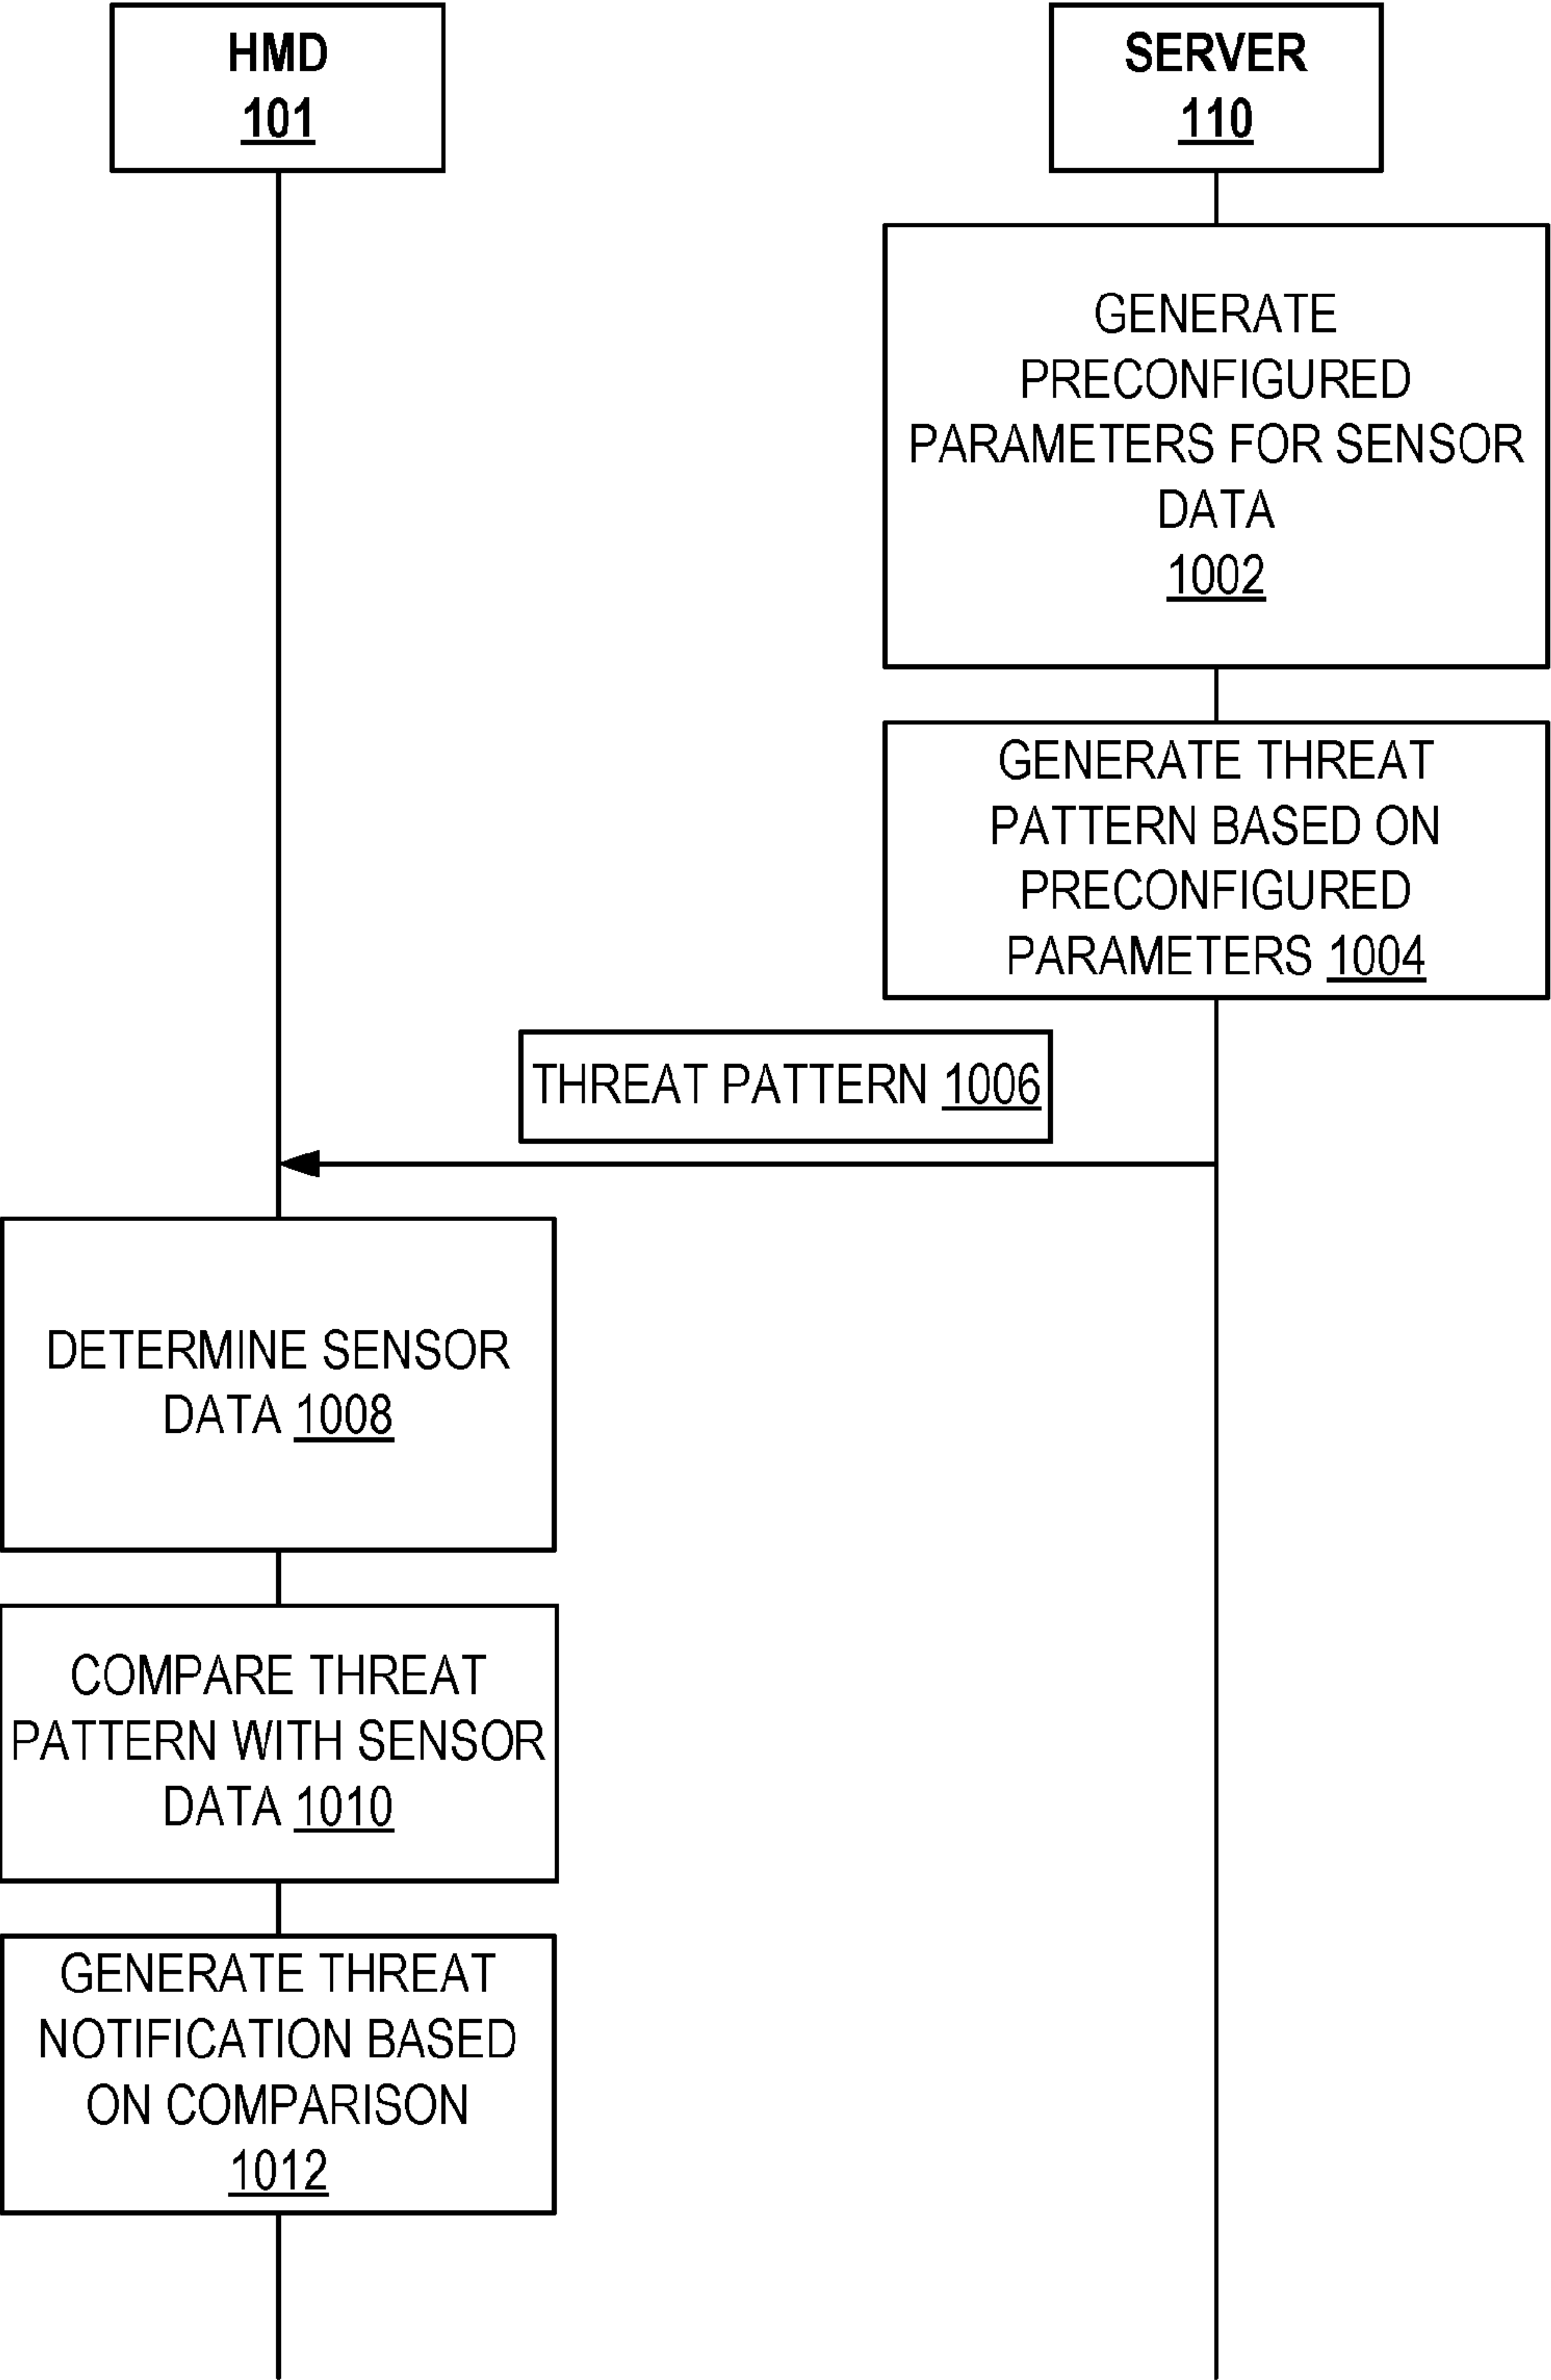 HMD
101
SERVER
110
GENERATE
PRECONFIGURED
PARAMETERS FOR SENSOR
DATA
1002
GENERATE THREAT
PATTERN BASED ON
PRECONFIGURED
PARAMETERS 1004
THREAT PATTERN 1006
DETERMINE SENSOR
DATA 1008
COMPARE THREAT
PATTERN WITH SENSOR
DATA 1010
GENERATE THREAT
NOTIFICATION BASED
ON COMPARISON
1012